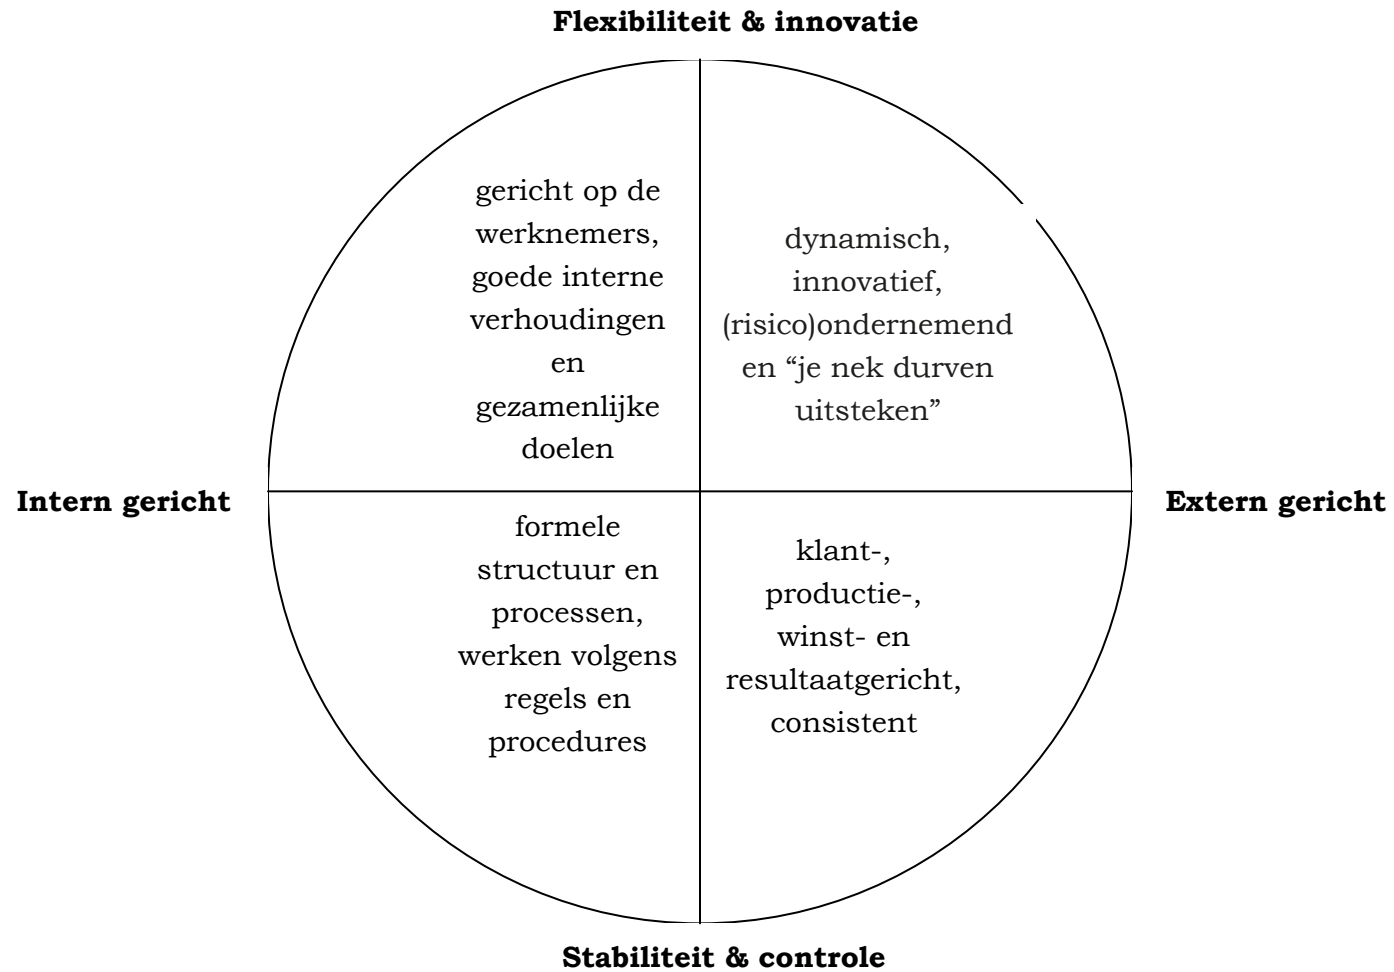 Flexibiliteit & innovatie
gericht op de
werknemers,
goede interne
verhoudingen
en
gezamenlijke
doelen
dynamisch,
innovatief,
(risico)ondernemend
en “je nek durven
uitsteken”
Intern gericht
Extern gericht
formele
structuur en
processen,
werken volgens
regels en
procedures
klant-,
productie-,
winst- en
resultaatgericht,
consistent
Stabiliteit & controle